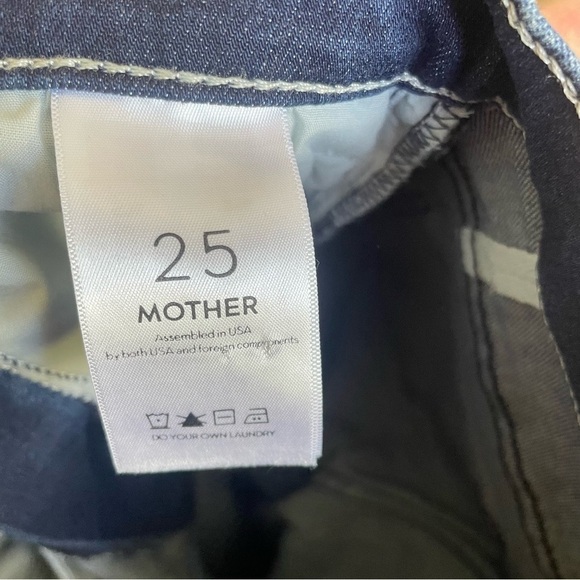 25
MOTHER
Assembled in USA
by both USA and foreign components
DO YOUR OWN LAUNDRY